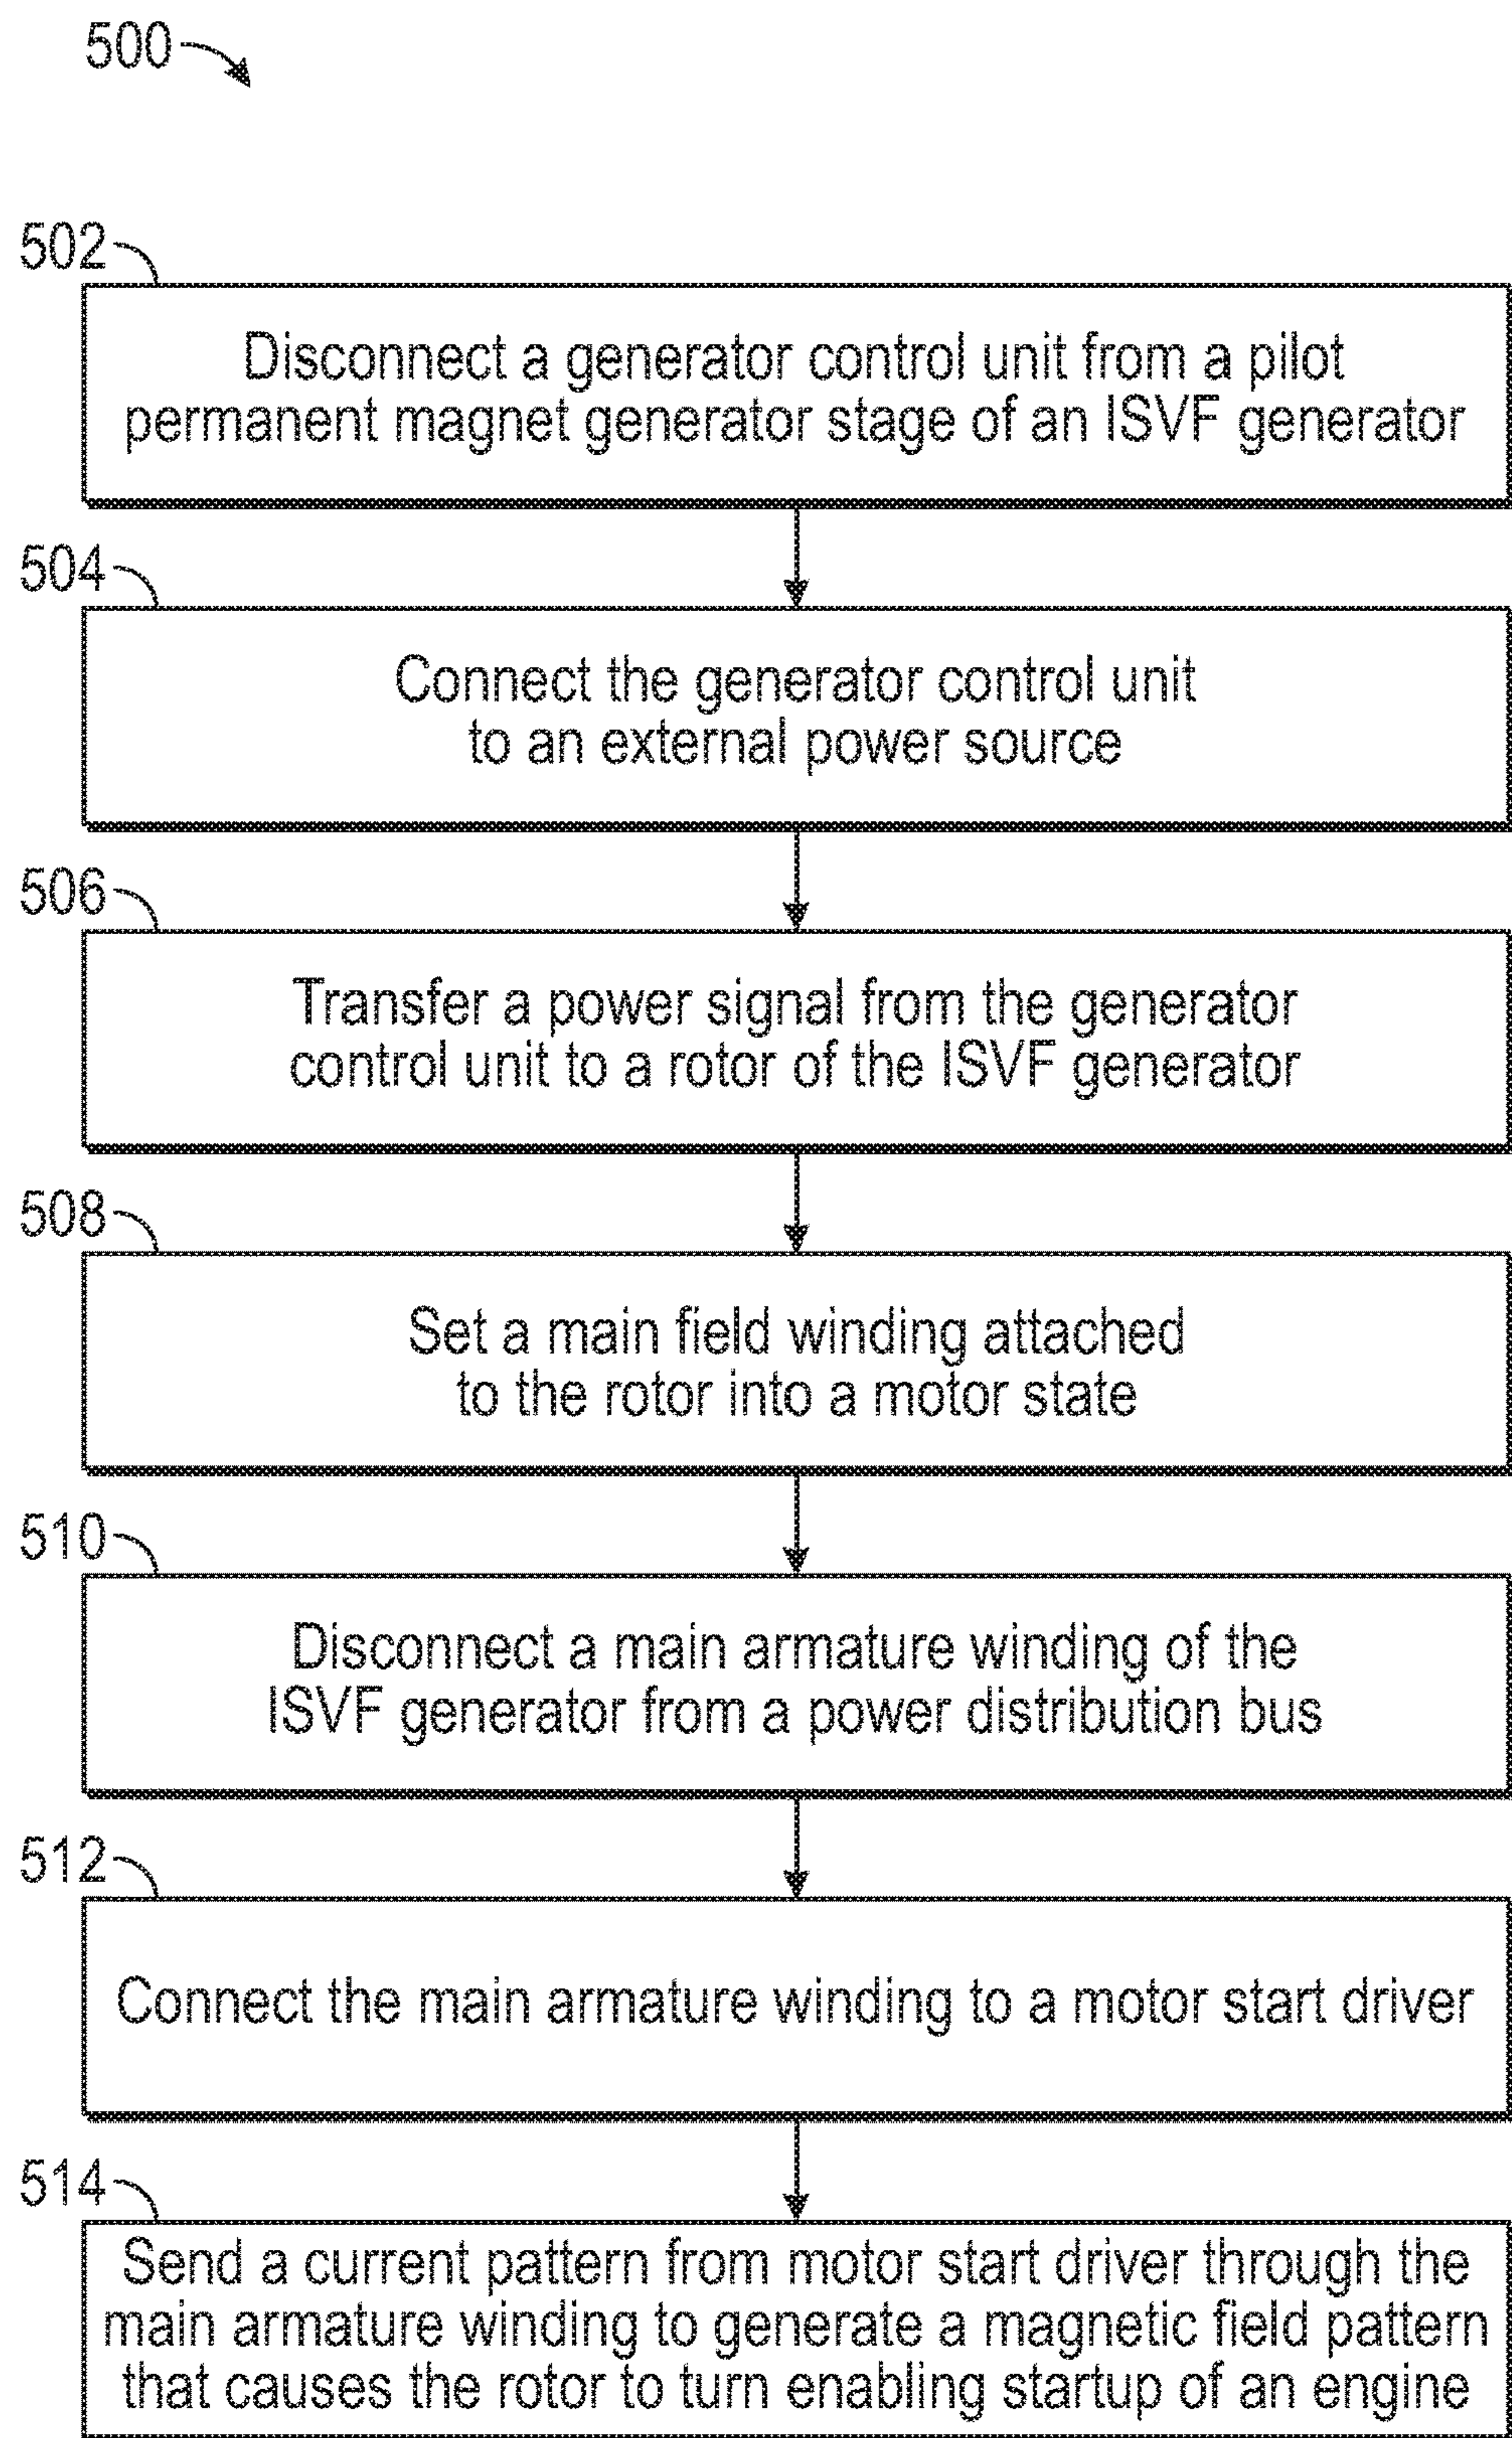 500
502
Disconnect a generator control unit from a pilot
permanent magnet generator stage of an ISVF generator
504
Connect the generator control unit
to an external power source
506
Transfer a power signal from the generator
control unit to a rotor of the ISVF generator
508
Set a main field winding attached
to the rotor into a motor state
510
Disconnect a main armature winding of the
ISVF generator from a power distribution bus
512
Connect the main armature winding to a motor start driver
514
Send a current pattern from motor start driver through the
main armature winding to generate a magnetic field pattern
that causes the rotor to turn enabling startup of an engine